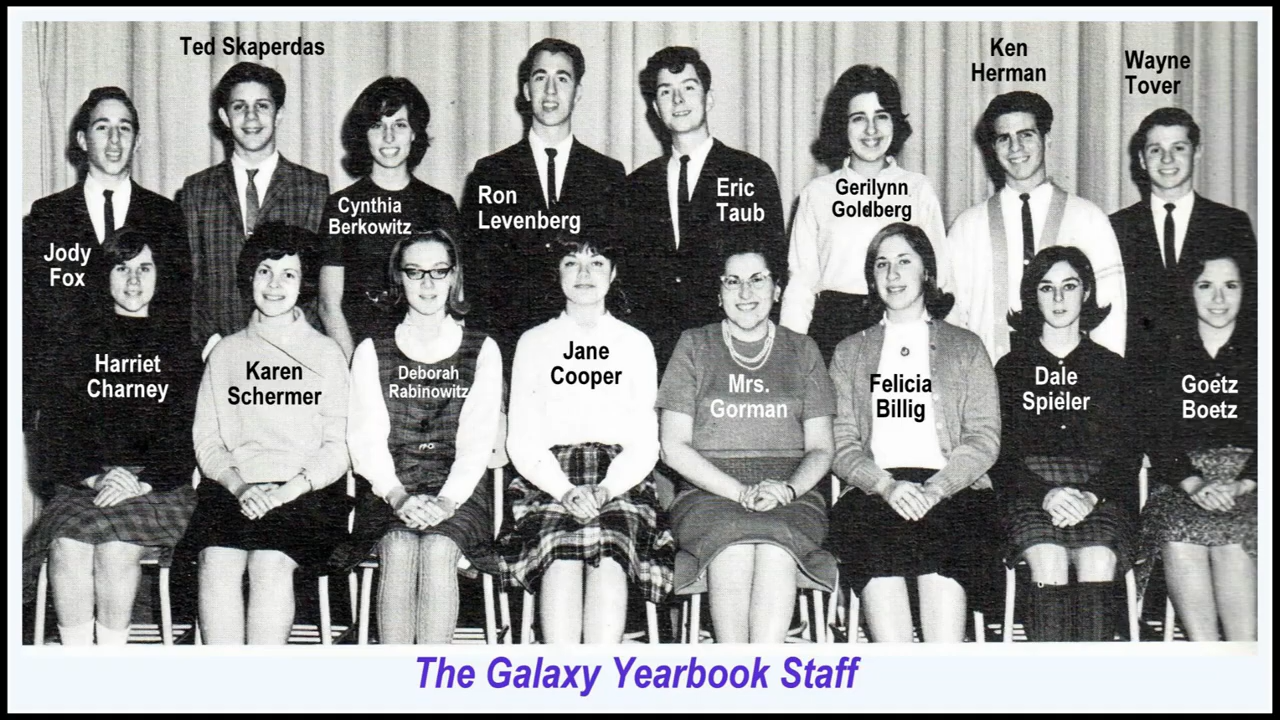 Ted Skaperdas
Ken
Herman
Wayne
Tover
Jody
Fox
Cynthia
Berkowitz
Ron
Levenberg
Eric
Taub
Gerilynn
Goldberg
Harriet
Charney
Karen
Schermer
Deborah
Rabinowitz
Jane
Cooper
Mrs.
Gorman
Felicia
Billig
Dale
Spieler
Goetz
Boetz
The Galaxy Yearbook Staff